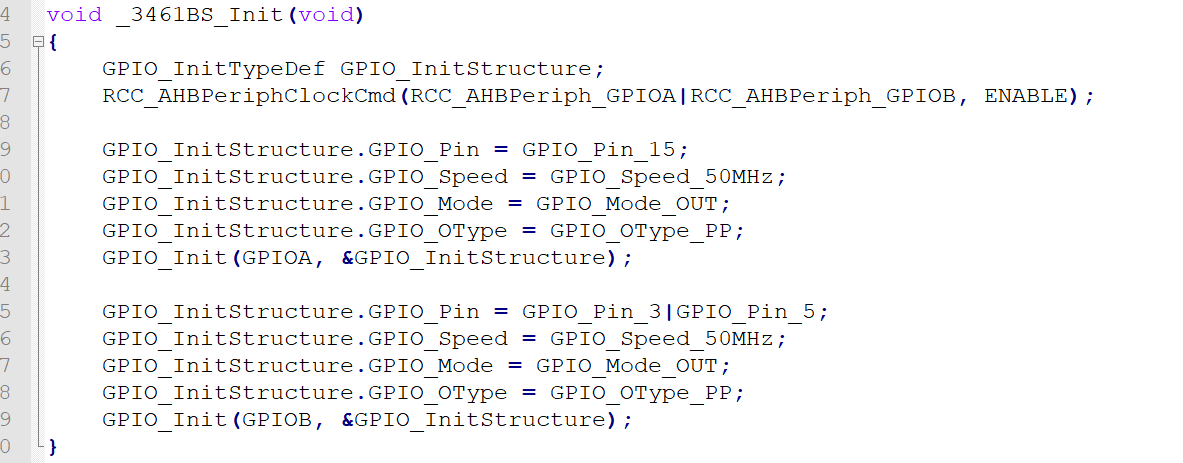 4 void _3461BS_Init(void)
5 {
6 GPIO_InitTypeDef GPIO_InitStructure;
7 RCC_AHBPeriphClockCmd(RCC_AHBPeriph_GPIOA|RCC_AHBPeriph_GPIOB, ENABLE);
8
9 GPIO_InitStructure.GPIO_Pin = GPIO_Pin_15;
0 GPIO_InitStructure.GPIO_Speed = GPIO_Speed_50MHz;
1 GPIO_InitStructure.GPIO_Mode = GPIO_Mode_OUT;
2 GPIO_InitStructure.GPIO_OType = GPIO_OType_PP;
3 GPIO_Init(GPIOA, &GPIO_InitStructure);
4
5 GPIO_InitStructure.GPIO_Pin = GPIO_Pin_3|GPIO_Pin_5;
6 GPIO_InitStructure.GPIO_Speed = GPIO_Speed_50MHz;
7 GPIO_InitStructure.GPIO_Mode = GPIO_Mode_OUT;
8 GPIO_InitStructure.GPIO_OType = GPIO_OType_PP;
9 GPIO_Init(GPIOB, &GPIO_InitStructure);
0 }